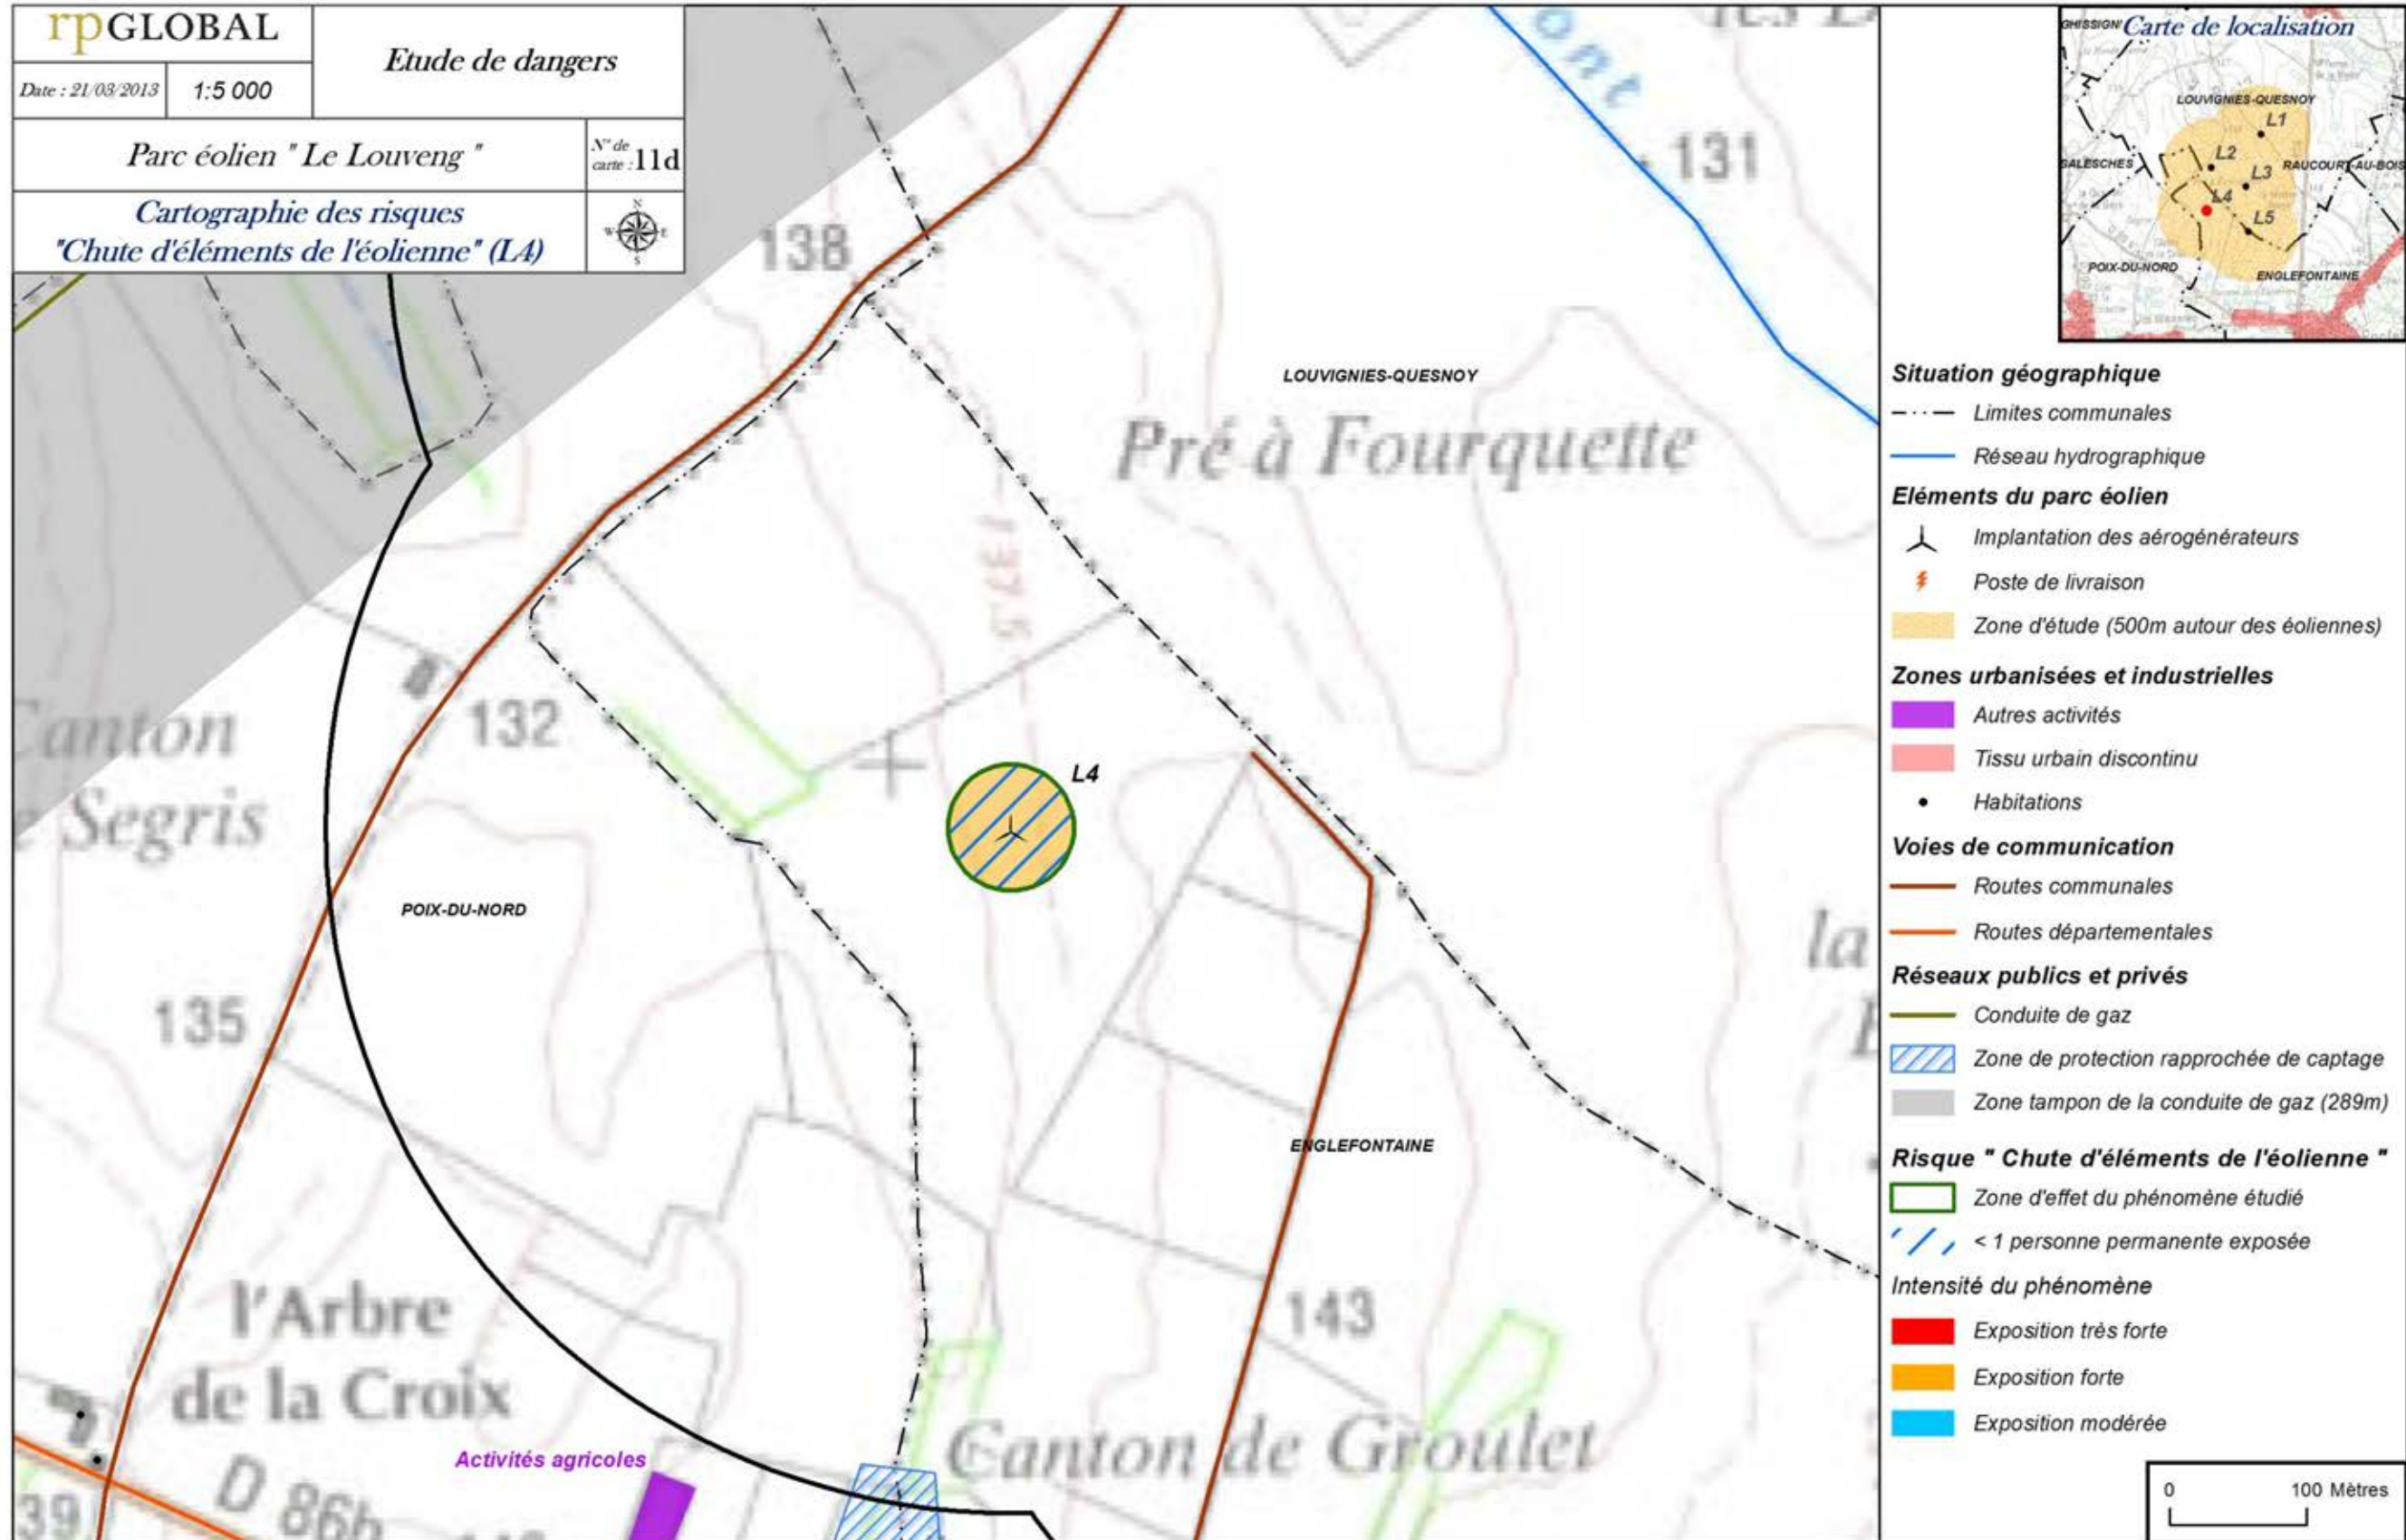 rpGLOBAL
Date : 21/03/2013
1:5 000
Etude de dangers
Parc éolien " Le Louveng "
N° de carte : 11d
Cartographie des risques
"Chute d'éléments de l'éolienne" (L4)
N
W
E
S
138
ont
131
LOUVIGNIES-QUESNOY
Pré à Fourquette
132
Canton
Segris
L4
POIX-DU-NORD
135
la
ENGLEFONTAINE
l'Arbre
de la Croix
143
Canton de Groulet
Activités agricoles
D 86b
39
Carte de localisation
LOUVIGNIES-QUESNOY
L1
SALESCHES
L2
RAUCOURT-AU-BOIS
L3
L4
L5
POIX-DU-NORD
ENGLEFONTAINE
Situation géographique
Limites communales
Réseau hydrographique
Eléments du parc éolien
Implantation des aérogénérateurs
Poste de livraison
Zone d'étude (500m autour des éoliennes)
Zones urbanisées et industrielles
Autres activités
Tissu urbain discontinu
Habitations
Voies de communication
Routes communales
Routes départementales
Réseaux publics et privés
Conduite de gaz
Zone de protection rapprochée de captage
Zone tampon de la conduite de gaz (289m)
Risque " Chute d'éléments de l'éolienne "
Zone d'effet du phénomène étudié
< 1 personne permanente exposée
Intensité du phénomène
Exposition très forte
Exposition forte
Exposition modérée
0 100 Mètres